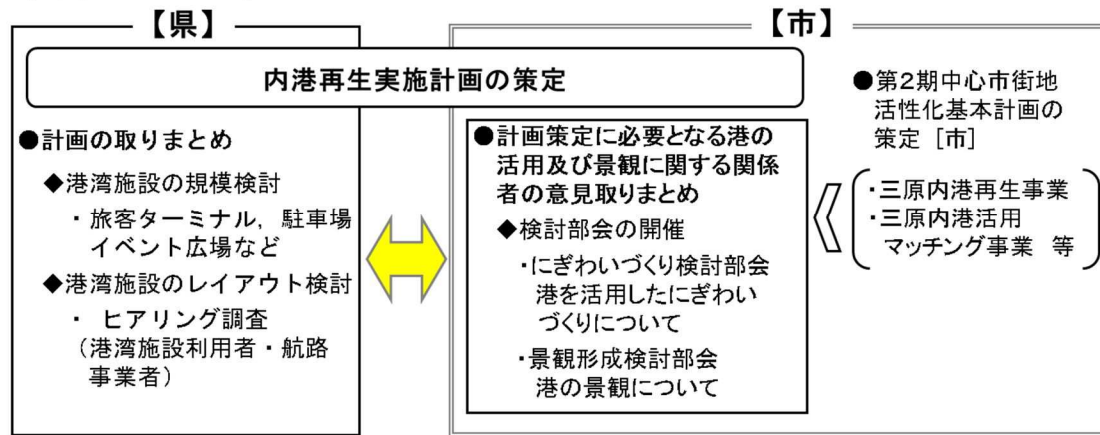 【県】
【市】
内港再生実施計画の策定
●計画の取りまとめ
◆港湾施設の規模検討
・旅客ターミナル，駐車場
イベント広場など
◆港湾施設のレイアウト検討
・ ヒアリング調査
（港湾施設利用者・航路
事業者）
●計画策定に必要となる港の
活用及び景観に関する関係
者の意見取りまとめ
◆検討部会の開催
・にぎわいづくり検討部会
港を活用したにぎわい
づくりについて
・景観形成検討部会
港の景観について
●第２期中心市街地
活性化基本計画の
策定［市］
・三原内港再生事業
・三原内港活用
マッチング事業 等